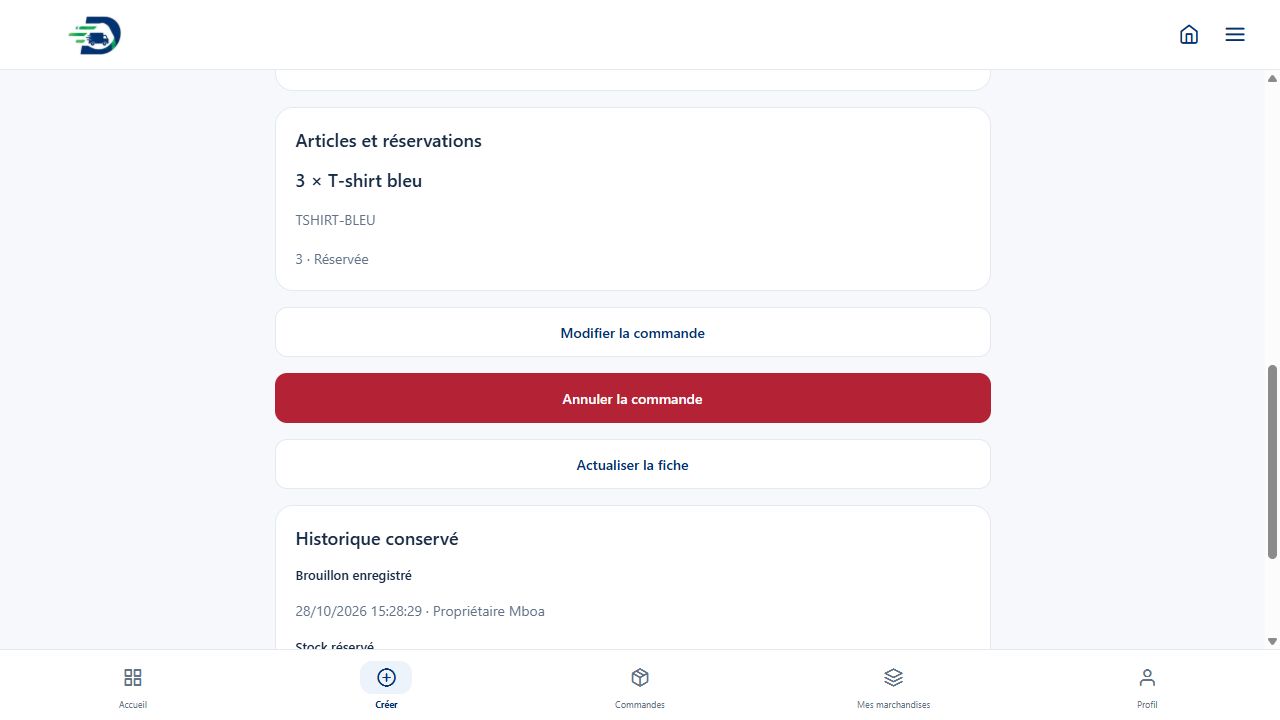 Articles et réservations
3 × T-shirt bleu
TSHIRT-BLEU
3 · Réservée
Modifier la commande
Annuler la commande
Actualiser la fiche
Historique conservé
Brouillon enregistré
28/10/2026 15:28:29 · Propriétaire Mboa
Stock réservé
Accueil
Créer
Commandes
Mes marchandises
Profil